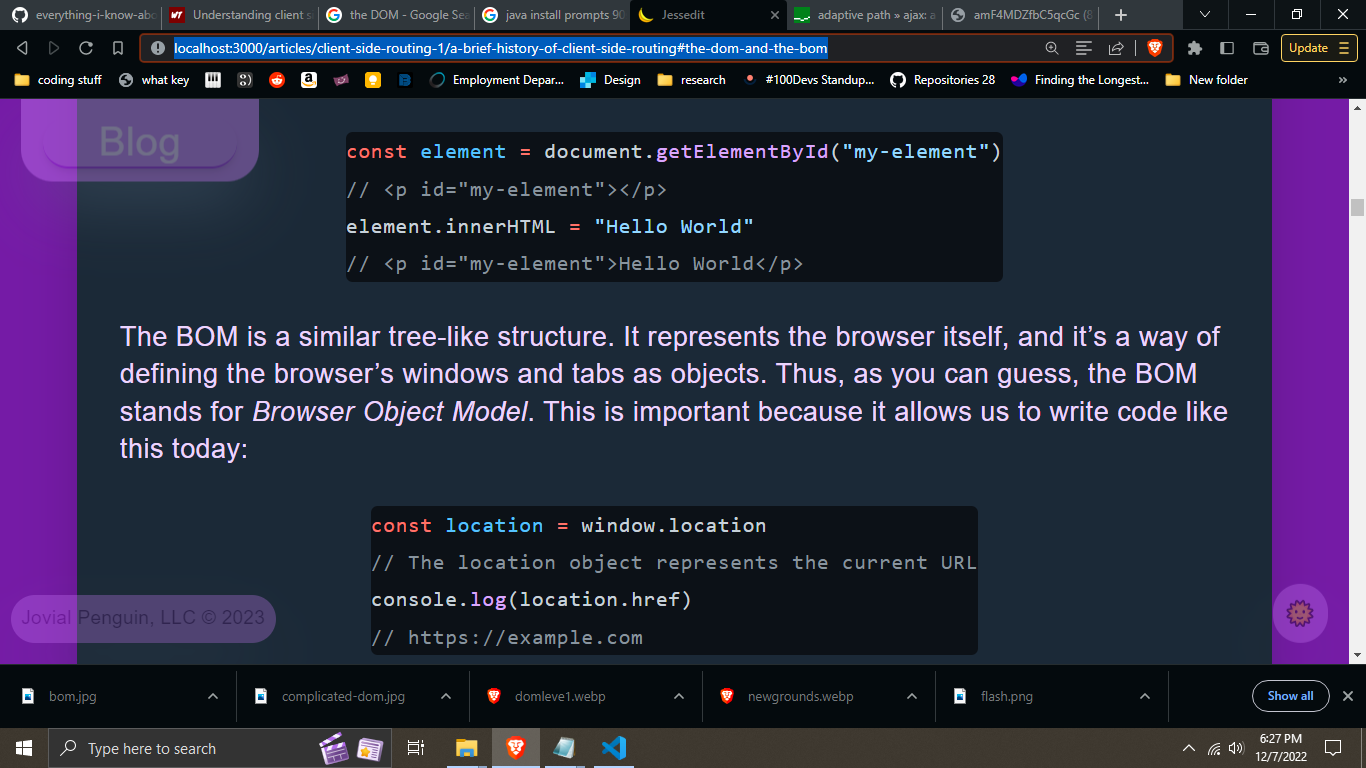 everything-i-know-abo
Understanding client s
the DOM - Google Sea
java install prompts 90
Jessedit
adaptive path » ajax: a
amF4MDZfbC5qcGc (8
localhost:3000/articles/client-side-routing-1/a-brief-history-of-client-side-routing#the-dom-and-the-bom
Update
coding stuff
what key
Employment Depar...
Design
research
#100Devs Standup...
Repositories 28
Finding the Longest...
New folder
»
Blog
const element = document.getElementById("my-element")
// <p id="my-element"></p>
element.innerHTML = "Hello World"
// <p id="my-element">Hello World</p>
The BOM is a similar tree-like structure. It represents the browser itself, and it’s a way of
defining the browser’s windows and tabs as objects. Thus, as you can guess, the BOM
stands for Browser Object Model. This is important because it allows us to write code like
this today:
const location = window.location
// The location object represents the current URL
console.log(location.href)
// https://example.com
Jovial Penguin, LLC © 2023
bom.jpg
complicated-dom.jpg
domleve1.webp
newgrounds.webp
flash.png
Show all
Type here to search
6:27 PM
12/7/2022